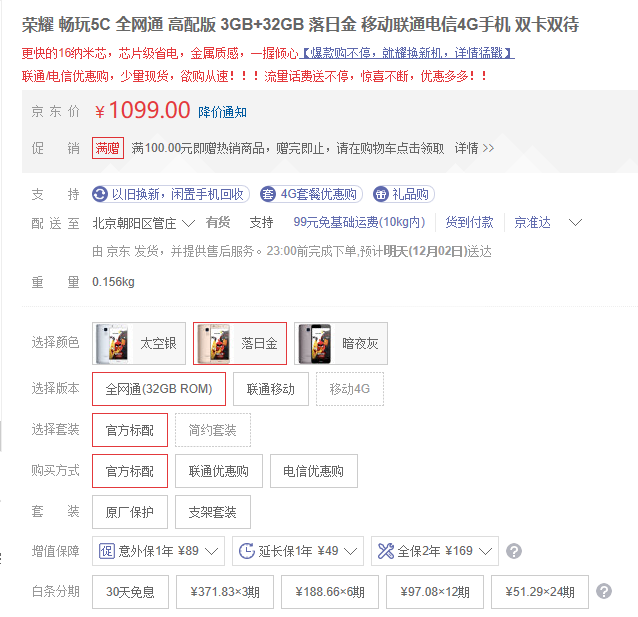 荣耀 畅玩5C 全网通 高配版 3GB+32GB 落日金 移动联通电信4G手机 双卡双待
更快的16纳米芯，芯片级省电，金属质感，一握倾心【爆款购不停，就耀换新机，详情猛戳】
联通/电信优惠购，少量现货，欲购从速！！！流量话费送不停，惊喜不断，优惠多多！！
京东价 ￥1099.00 降价通知
促销 满赠 满100.00元即赠热销商品，赠完即止，请在购物车点击领取 详情 >>
支持 以旧换新，闲置手机回收 套 4G套餐优惠购 礼品购
配送至 北京朝阳区管庄 有货 支持 99元免基础运费(10kg内) 货到付款 京准达
由 京东 发货，并提供售后服务。23:00前完成下单,预计明天(12月02日)送达
重量 0.156kg
选择颜色 太空银 落日金 暗夜灰
选择版本 全网通(32GB ROM) 联通移动 移动4G
选择套装 官方标配 简约套装
购买方式 官方标配 联通优惠购 电信优惠购
套装 原厂保护 支架套装
增值保障 促 意外保1年 ¥89 延长保1年 ¥49 全保2年 ¥169 ?
白条分期 30天免息 ¥371.83×3期 ¥188.66×6期 ¥97.08×12期 ¥51.29×24期 ?